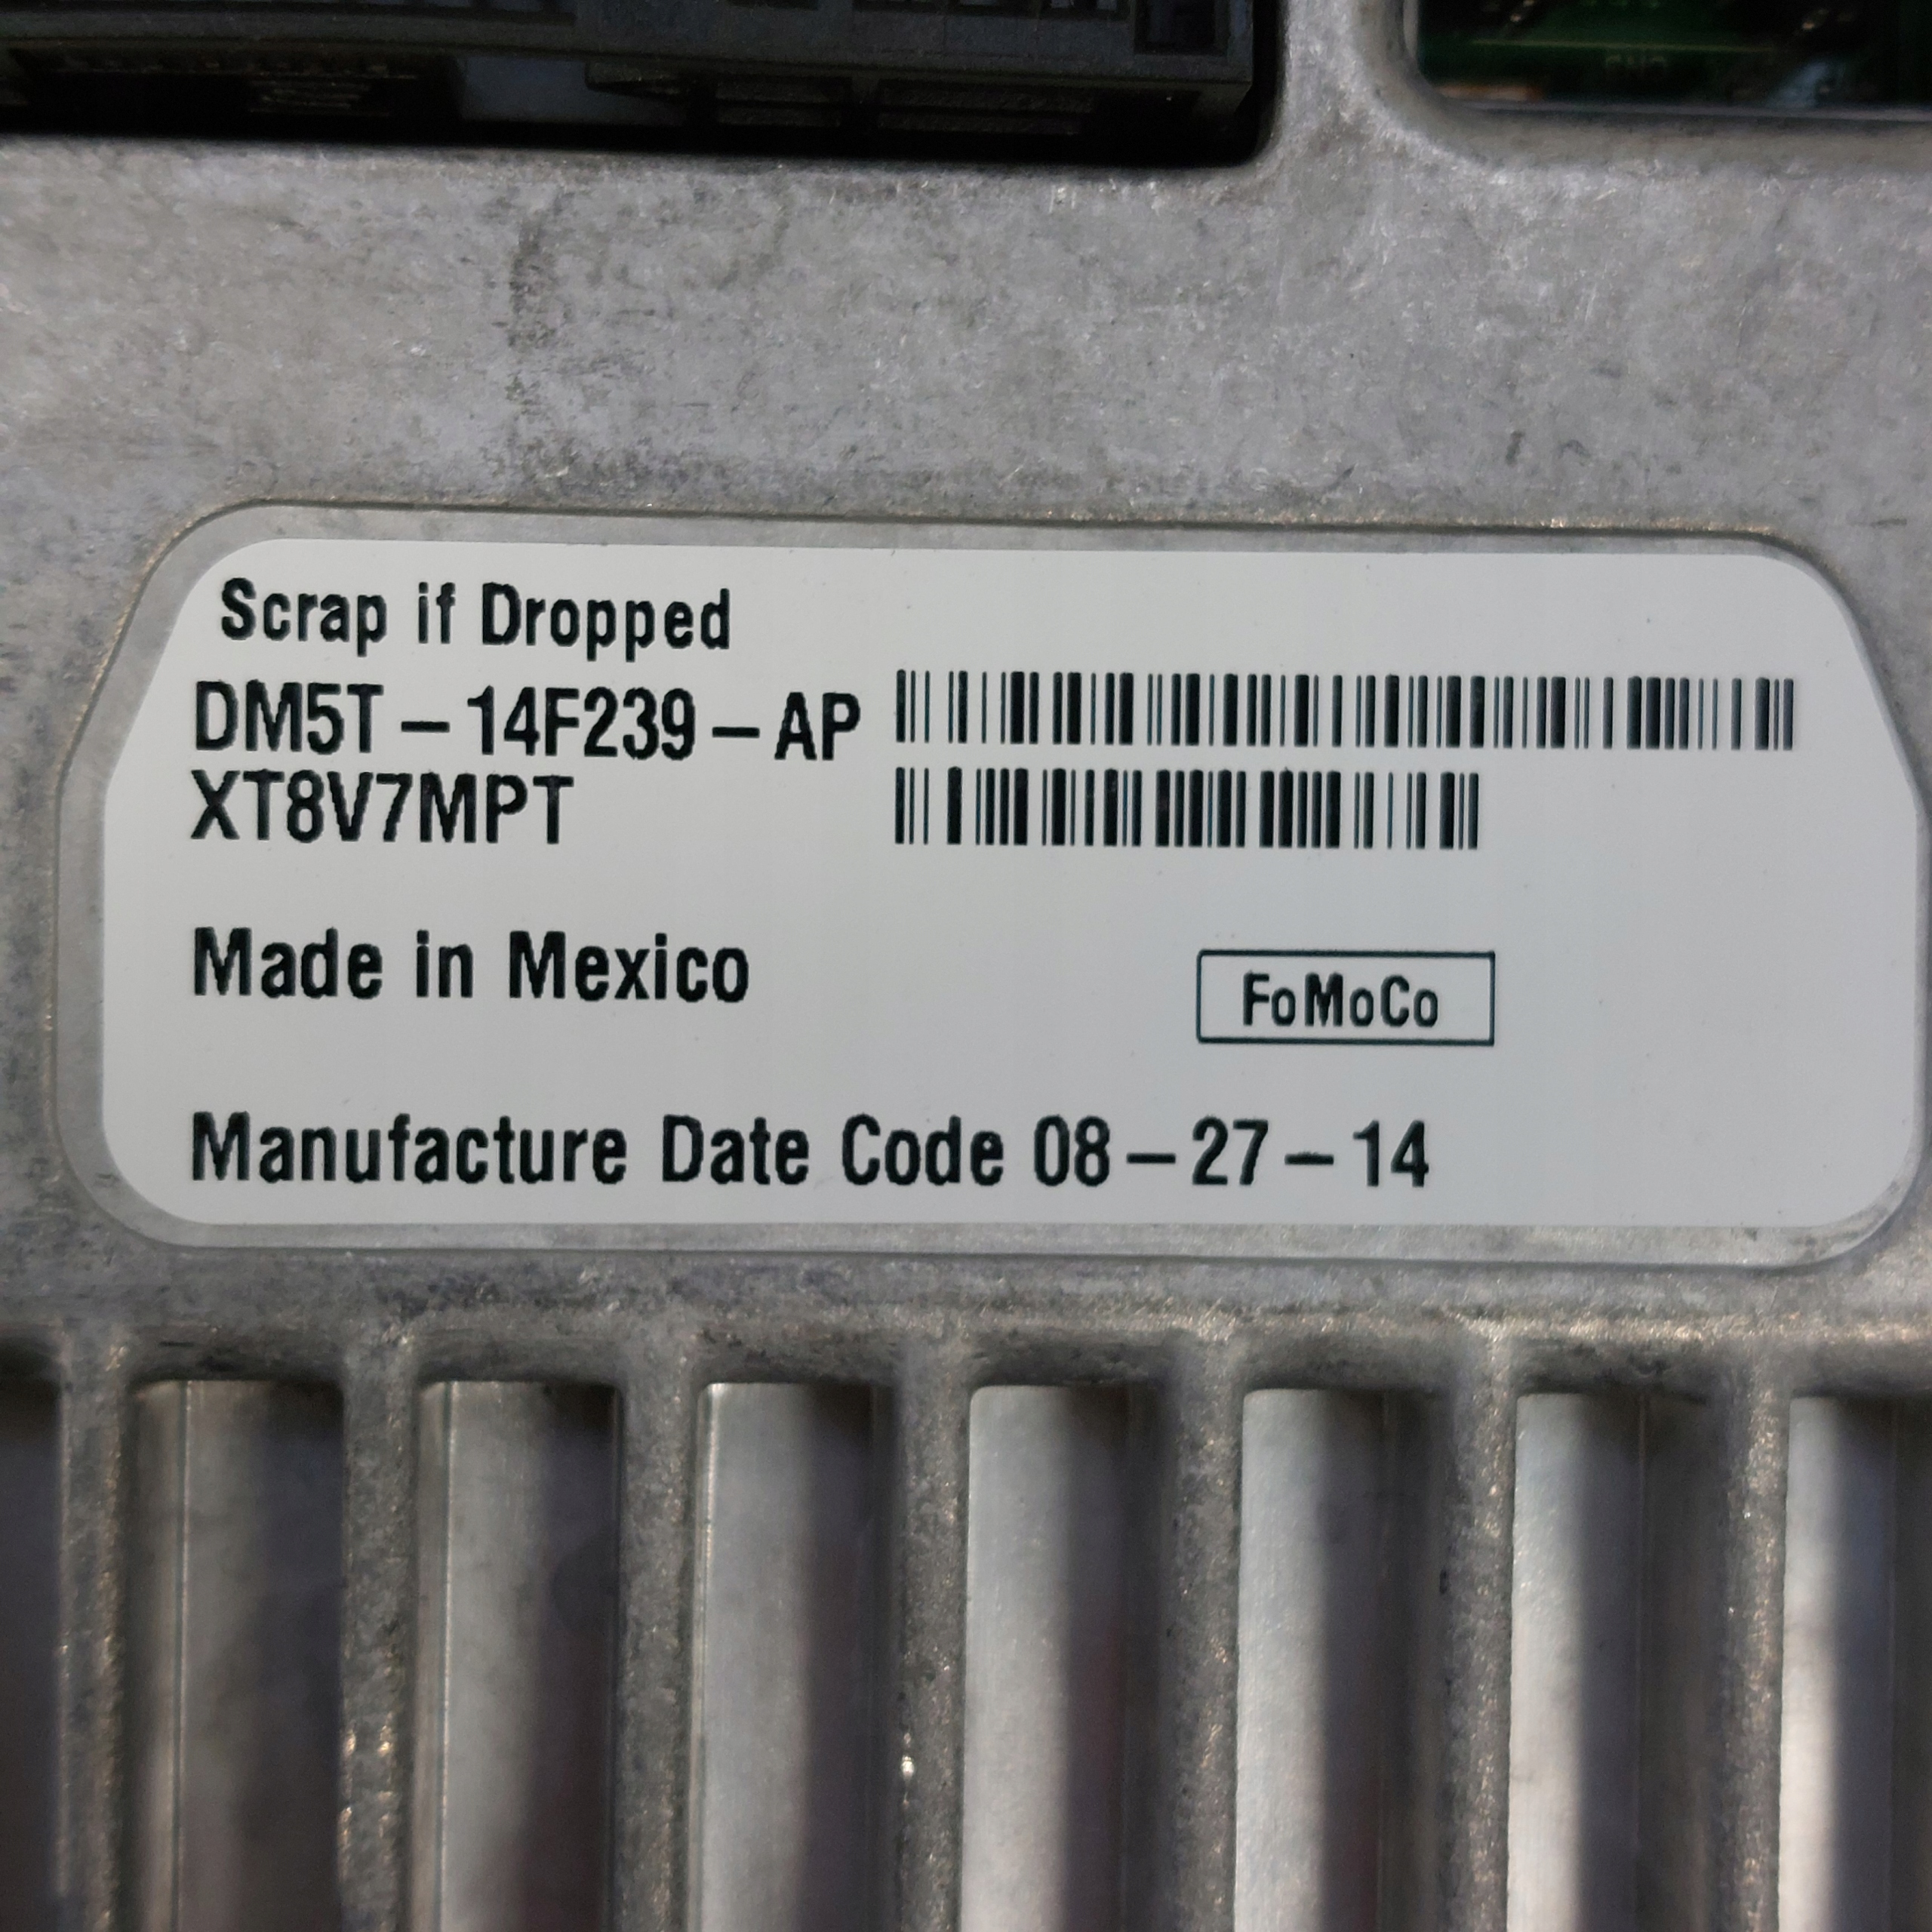 Scrap if Dropped
DM5T-14F239-AP
XT8V7MPT
Made in Mexico
FoMoCo
Manufacture Date Code 08-27-14